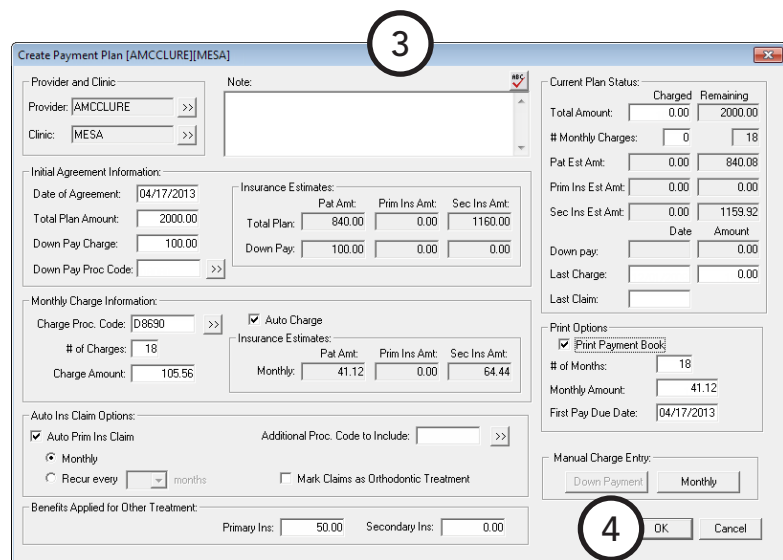 3
Create Payment Plan [AMCCLURE][MESA]
Provider and Clinic
Provider: AMCCLURE >>
Clinic: MESA >>
Note:
ABC
Initial Agreement Information:
Date of Agreement: 04/17/2013
Total Plan Amount: 2000.00
Down Pay Charge: 100.00
Down Pay Proc Code: >>
Insurance Estimates:
Pat Amt: Prim Ins Amt: Sec Ins Amt:
Total Plan: 840.00 0.00 1160.00
Down Pay: 100.00 0.00 0.00
Monthly Charge Information:
Charge Proc. Code: D8690 >>
# of Charges: 18
Charge Amount: 105.56
Auto Charge
Insurance Estimates:
Pat Amt: Prim Ins Amt: Sec Ins Amt:
Monthly: 41.12 0.00 64.44
Auto Ins Claim Options:
Auto Prim Ins Claim
Monthly
Recur every months
Additional Proc. Code to Include: >>
Mark Claims as Orthodontic Treatment
Benefits Applied for Other Treatment:
Primary Ins: 50.00 Secondary Ins: 0.00
Current Plan Status:
Charged Remaining
Total Amount: 0.00 2000.00
# Monthly Charges: 0 18
Pat Est Amt: 0.00 840.08
Prim Ins Est Amt: 0.00 0.00
Sec Ins Est Amt: 0.00 1159.92
Date Amount
Down pay: 0.00
Last Charge: 0.00
Last Claim:
Print Options
Print Payment Book
# of Months: 18
Monthly Amount: 41.12
First Pay Due Date: 04/17/2013
Manual Charge Entry:
Down Payment Monthly
4
OK Cancel